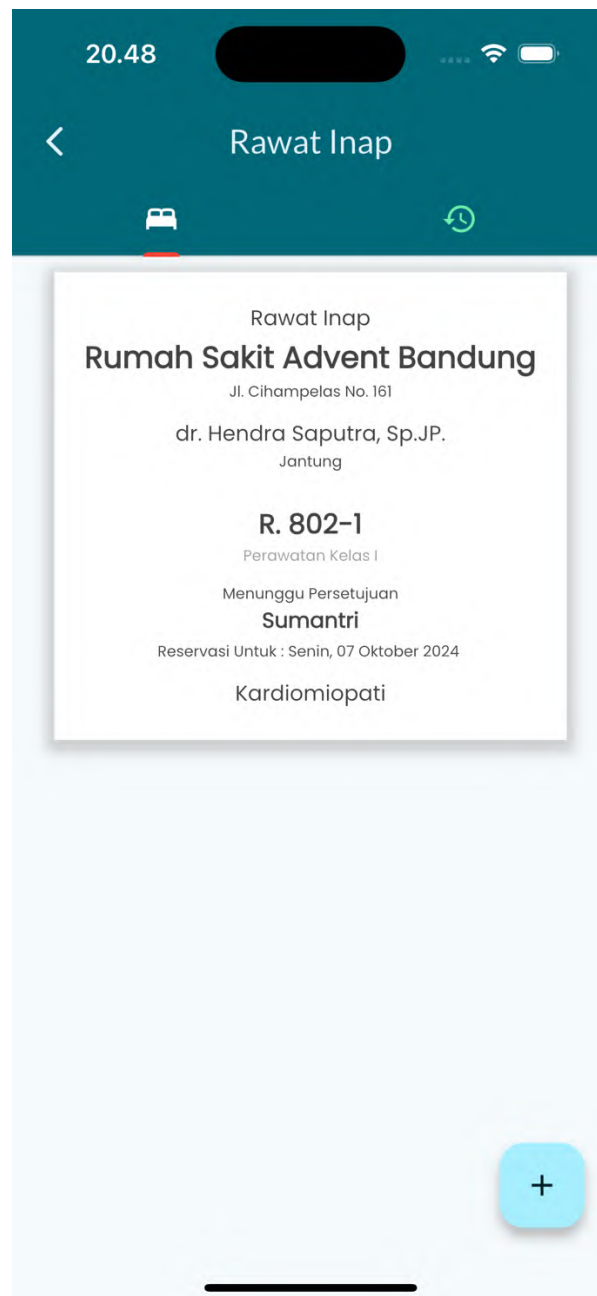 20.48
Rawat Inap
Rawat Inap
Rumah Sakit Advent Bandung
Jl. Cihampelas No. 161
dr. Hendra Saputra, Sp.JP.
Jantung
R. 802-1
Perawatan Kelas I
Menunggu Persetujuan
Sumantri
Reservasi Untuk : Senin, 07 Oktober 2024
Kardiomiopati
+